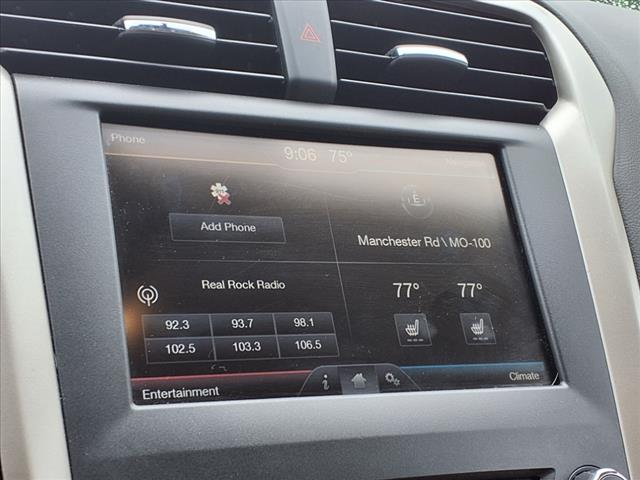 Phone
9:06 75°
Navigation
E
Add Phone
Manchester Rd \ MO-100
Real Rock Radio
77° 77°
92.3 93.7 98.1
102.5 103.3 106.5
Entertainment
i
Climate